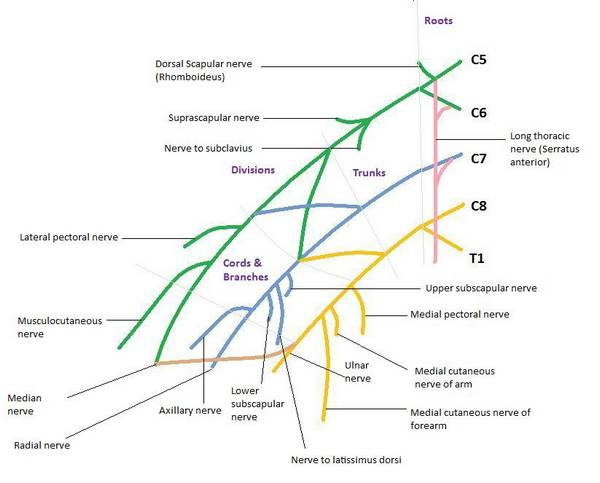 Roots
Dorsal Scapular nerve
(Rhomboideus)
C5
Suprascapular nerve
C6
Nerve to subclavius
Long thoracic
nerve (Serratus
anterior)
C7
Divisions
Trunks
C8
Lateral pectoral nerve
T1
Cords &
Branches
Upper subscapular nerve
Musculocutaneous
nerve
Medial pectoral nerve
Ulnar
nerve
Medial cutaneous
nerve of arm
Median
nerve
Axillary nerve
Lower
subscapular
nerve
Medial cutaneous nerve of
forearm
Radial nerve
Nerve to latissimus dorsi